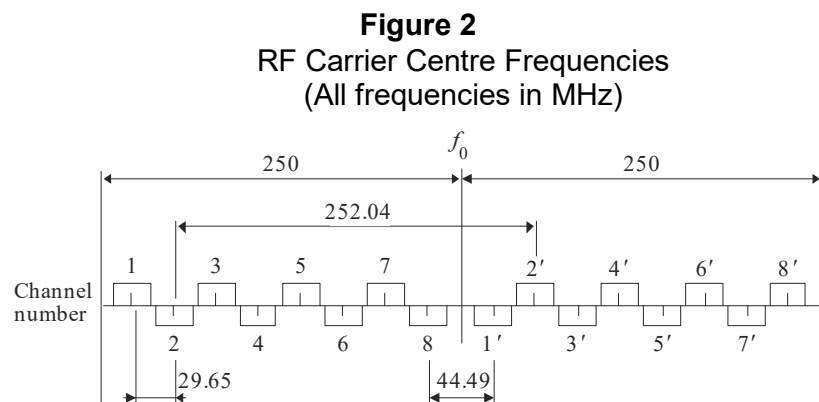 Figure 2
RF Carrier Centre Frequencies
(All frequencies in MHz)
f0
250 250
252.04
1 3 5 7 2′ 4′ 6′ 8′
Channel
number
2 4 6 8 1′ 3′ 5′ 7′
29.65 44.49